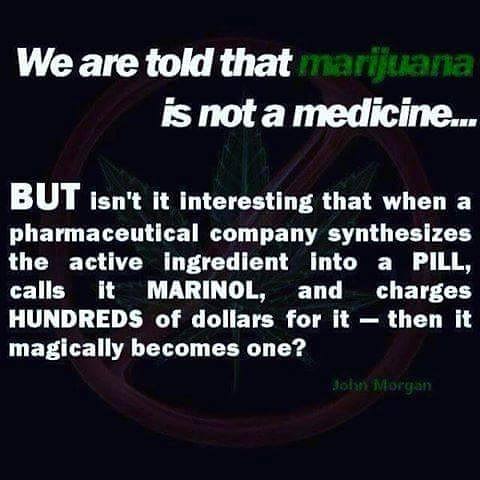 We are told that marijuana
is not a medicine...
BUT isn't it interesting that when a
pharmaceutical company synthesizes
the active ingredient into a PILL,
calls it MARINOL, and charges
HUNDREDS of dollars for it — then it
magically becomes one?
John Morgan